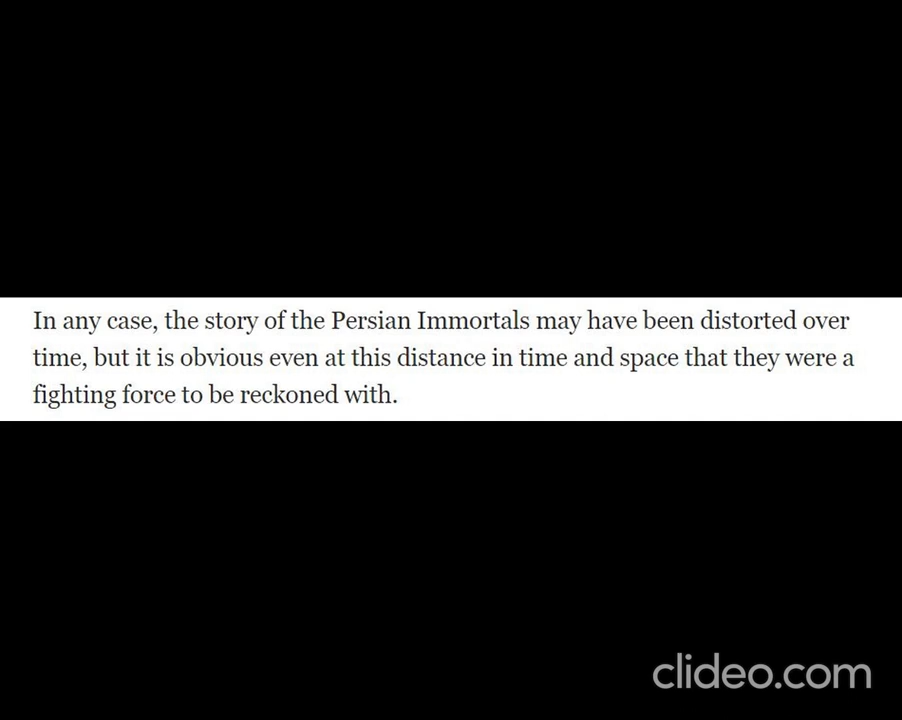 In any case, the story of the Persian Immortals may have been distorted over
time, but it is obvious even at this distance in time and space that they were a
fighting force to be reckoned with.
clideo.com